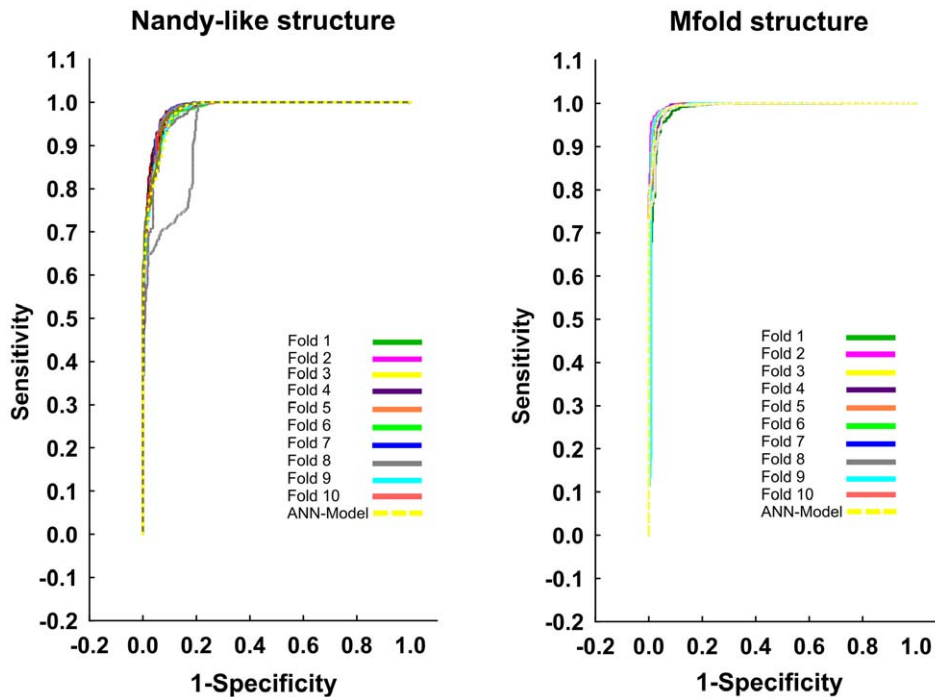 Nandy-like structure
1.1
1.0
0.9
0.8
0.7
0.6
0.5
0.4
0.3
0.2
0.1
0.0
-0.1
-0.2
Sensitivity
Fold 1
Fold 2
Fold 3
Fold 4
Fold 5
Fold 6
Fold 7
Fold 8
Fold 9
Fold 10
ANN-Model
-0.2 0.0 0.2 0.4 0.6 0.8 1.0
1-Specificity
Mfold structure
1.1
1.0
0.9
0.8
0.7
0.6
0.5
0.4
0.3
0.2
0.1
0.0
-0.1
-0.2
Sensitivity
Fold 1
Fold 2
Fold 3
Fold 4
Fold 5
Fold 6
Fold 7
Fold 8
Fold 9
Fold 10
ANN-Model
-0.2 0.0 0.2 0.4 0.6 0.8 1.0
1-Specificity